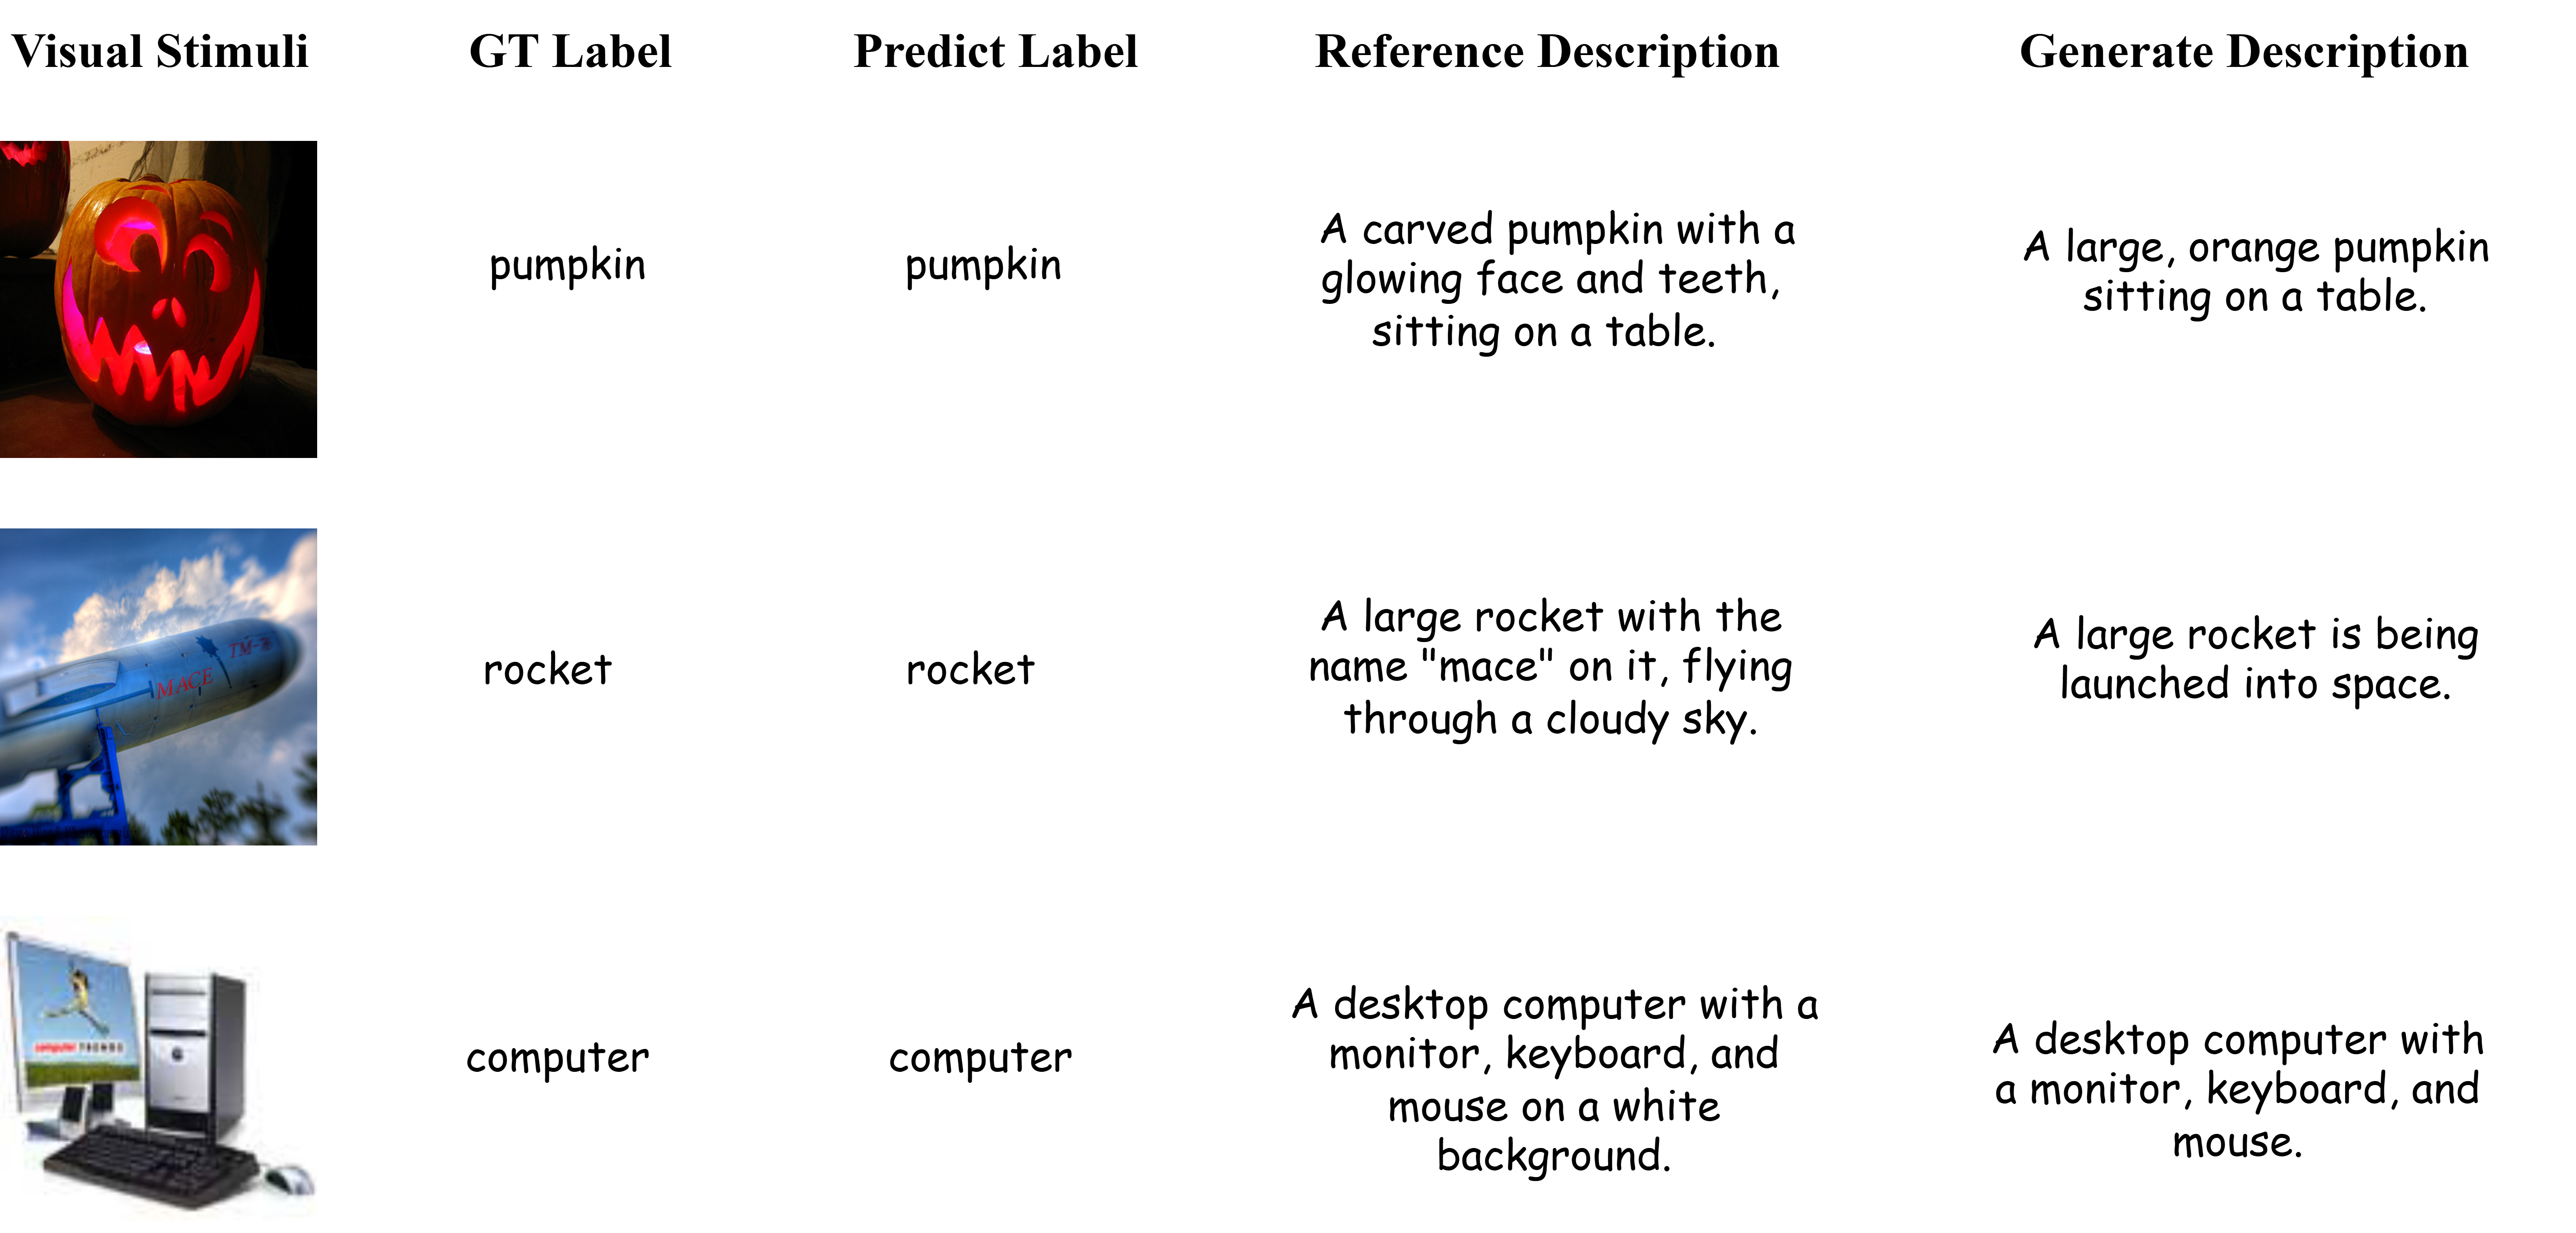 Visual Stimuli
GT Label
Predict Label
Reference Description
Generate Description
pumpkin
pumpkin
A carved pumpkin with a
glowing face and teeth,
sitting on a table.
A large, orange pumpkin
sitting on a table.
MACE
rocket
rocket
A large rocket with the
name "mace" on it, flying
through a cloudy sky.
A large rocket is being
launched into space.
computer
computer
computer
A desktop computer with a
monitor, keyboard, and
mouse on a white
background.
A desktop computer with
a monitor, keyboard, and
mouse.